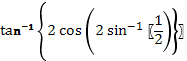 tan⁻¹{2 cos(2 sin⁻¹〖(1/2)}〗